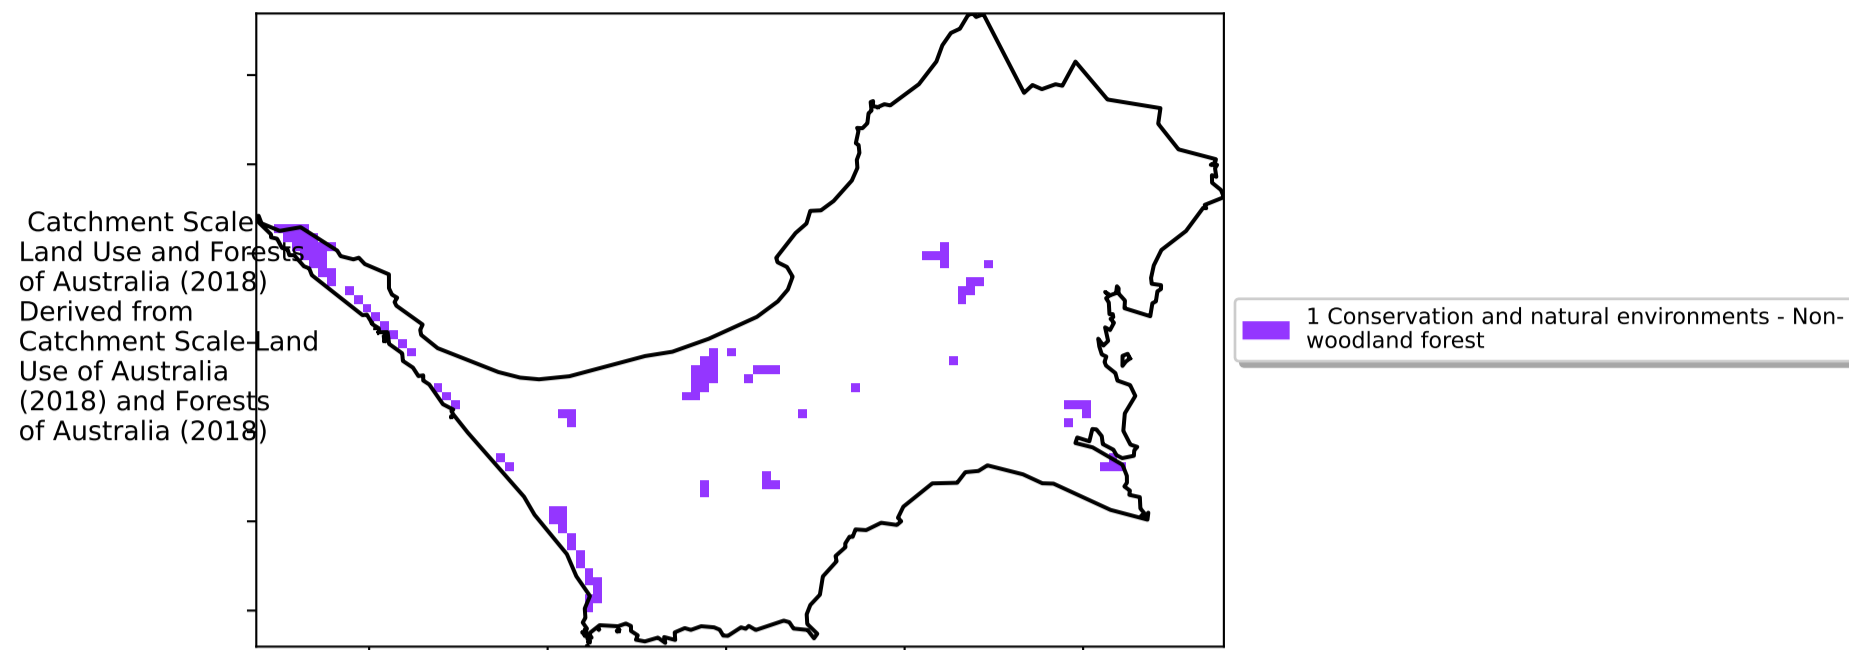 Catchment Scale
Land Use and Forests
of Australia (2018)
Derived from
Catchment Scale Land
Use of Australia
(2018) and Forests
of Australia (2018)
1 Conservation and natural environments - Non-
woodland forest